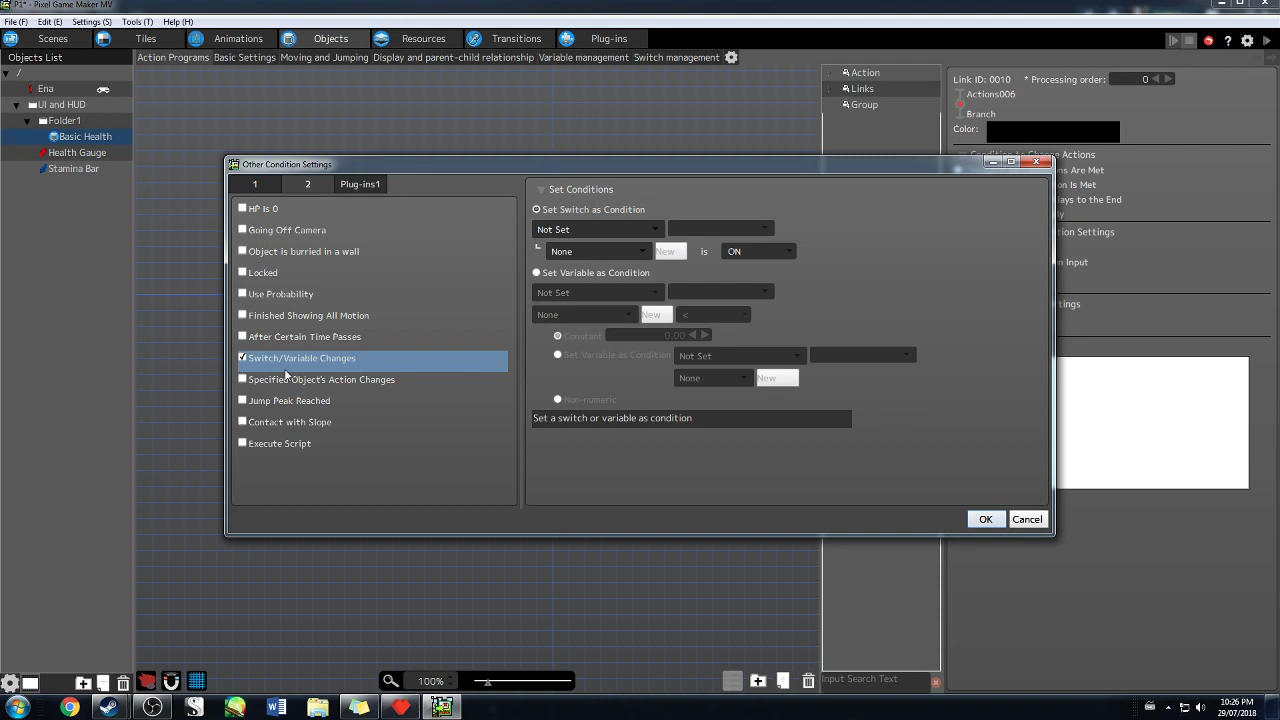 P1* - Pixel Game Maker MV
File (F) Edit (E) Settings (S) Tools (T) Help (H)
Scenes Tiles Animations Objects Resources Transitions Plug-ins
Objects List
Action Programs Basic Settings Moving and Jumping Display and parent-child relationship Variable management Switch management
/
Ena
UI and HUD
Folder1
Basic Health
Health Gauge
Stamina Bar
Action
Links
Group
Link ID: 0010 * Processing order: 0
Actions006
Branch
Color:
Condition to Change Actions
ons Are Met
on Is Met
lays to the End
ly
ondition Settings
on Input
ttings
Other Condition Settings
1 2 Plug-ins1
HP Is 0
Going Off Camera
Object is burried in a wall
Locked
Use Probability
Finished Showing All Motion
After Certain Time Passes
Switch/Variable Changes
Specified Object's Action Changes
Jump Peak Reached
Contact with Slope
Execute Script
Set Conditions
Set Switch as Condition
Not Set
None New is ON
Set Variable as Condition
Not Set
None New <
Constant 0.00
Set Variable as Condition Not Set
None New
Non-numeric
Set a switch or variable as condition
OK Cancel
100%
Input Search Text
10:26 PM
29/07/2018